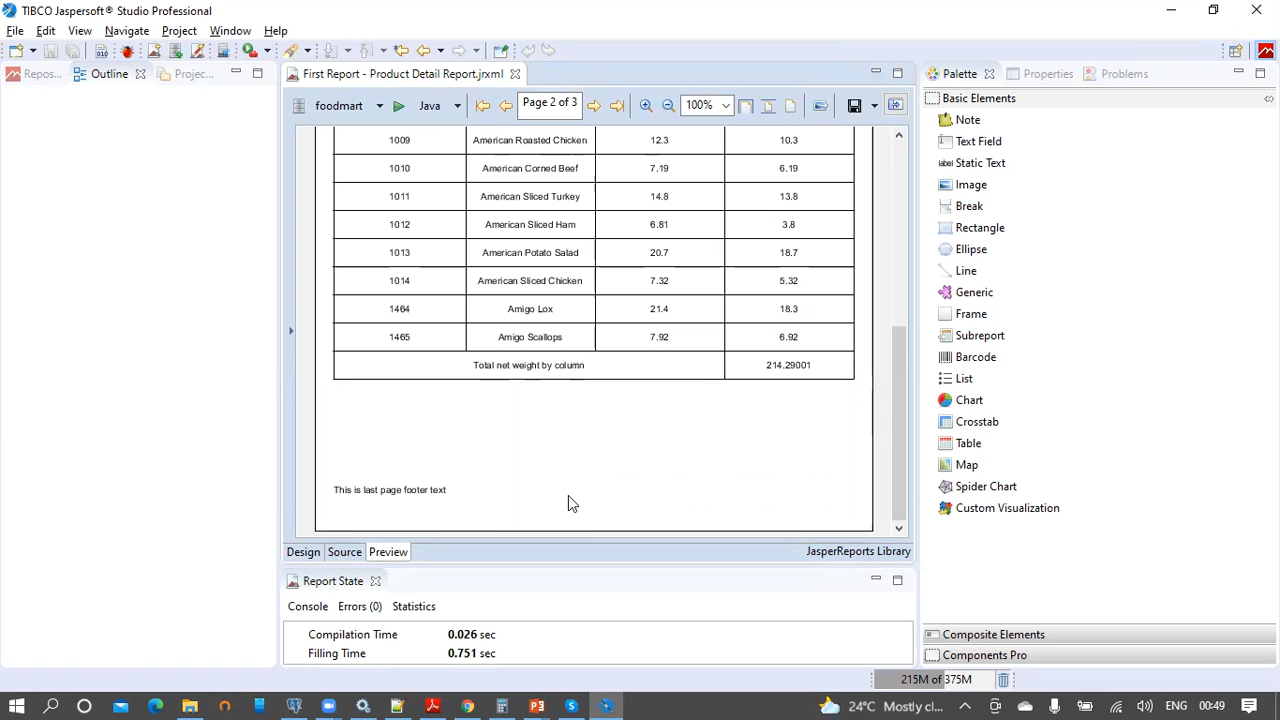 TIBCO Jaspersoft® Studio Professional
File Edit View Navigate Project Window Help
Repos... Outline Projec...
First Report - Product Detail Report.jrxml
Palette Properties Problems
foodmart Java Page 2 of 3 100%
Basic Elements
Note
Text Field
label Static Text
Image
Break
Rectangle
Ellipse
Line
Generic
Frame
Subreport
Barcode
List
Chart
Crosstab
Table
Map
Spider Chart
Custom Visualization
Composite Elements
Components Pro
1009 American Roasted Chicken 12.3 10.3
1010 American Corned Beef 7.19 6.19
1011 American Sliced Turkey 14.8 13.8
1012 American Sliced Ham 6.81 3.8
1013 American Potato Salad 20.7 18.7
1014 American Sliced Chicken 7.32 5.32
1464 Amigo Lox 21.4 18.3
1465 Amigo Scallops 7.92 6.92
Total net weight by column 214.29001
This is last page footer text
Design Source Preview JasperReports Library
Report State
Console Errors (0) Statistics
Compilation Time 0.026 sec
Filling Time 0.751 sec
215M of 375M
24°C Mostly cl... ENG 00:49